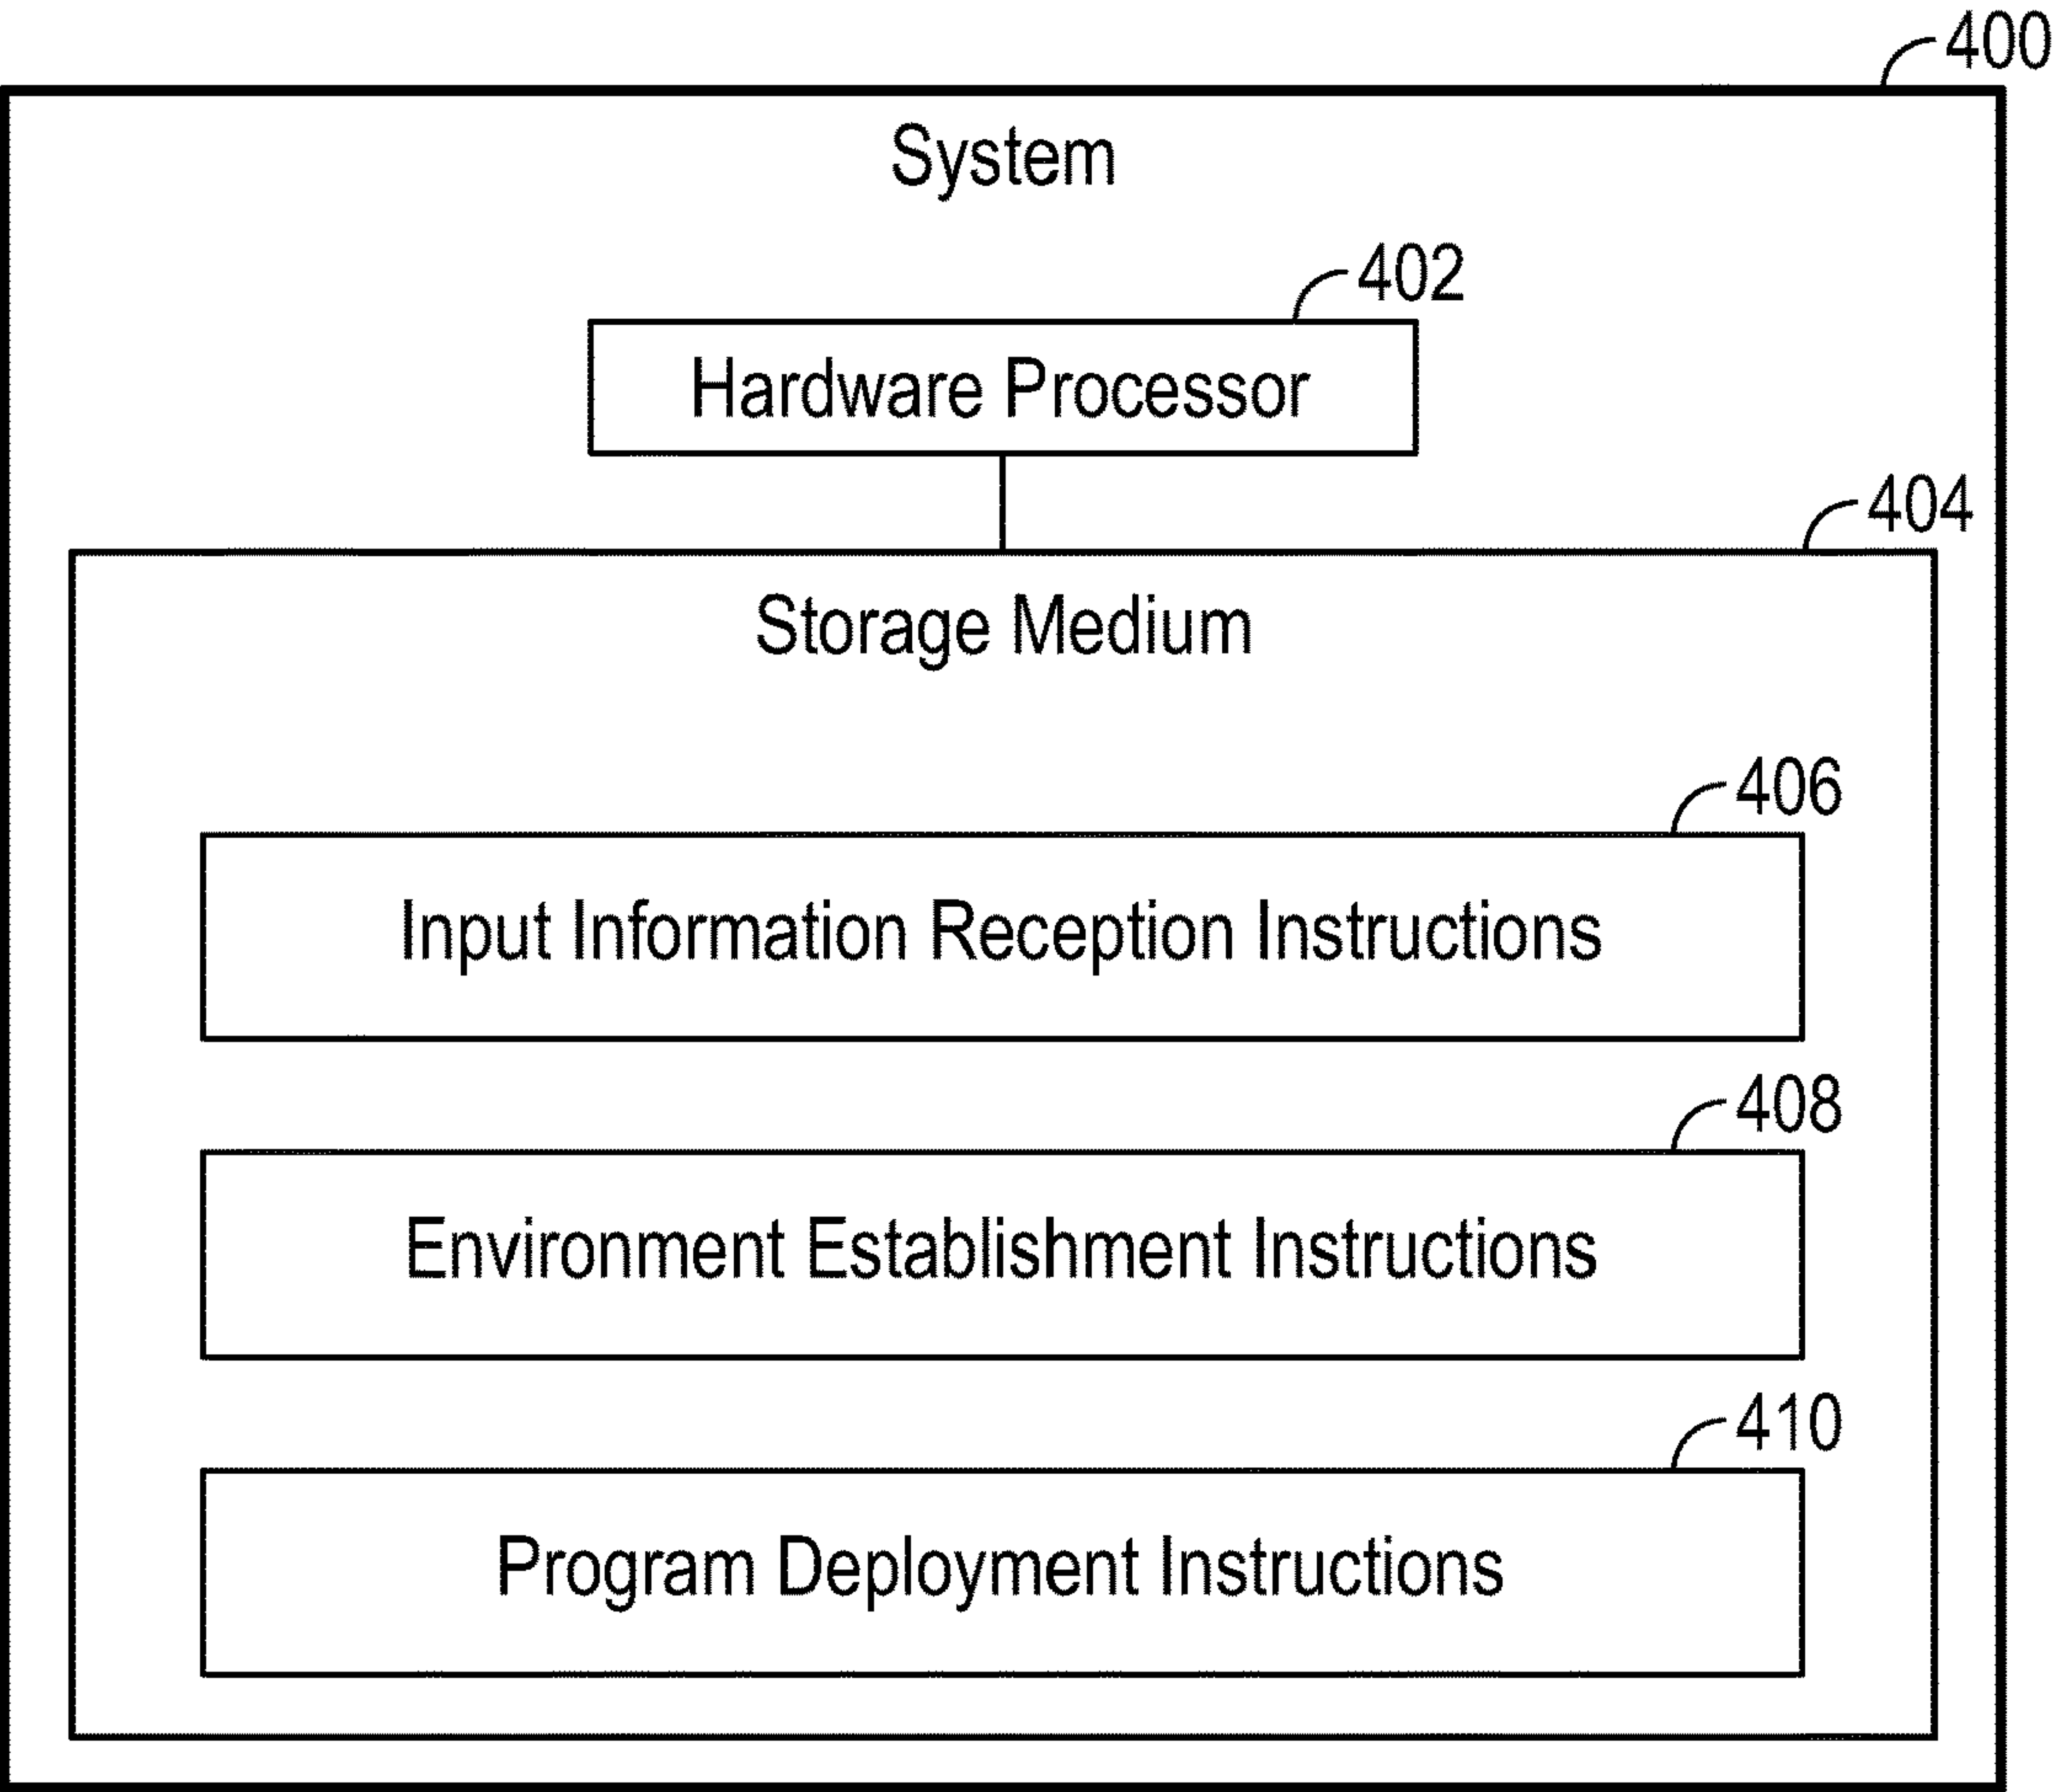 400
System
402
Hardware Processor
404
Storage Medium
406
Input Information Reception Instructions
408
Environment Establishment Instructions
410
Program Deployment Instructions